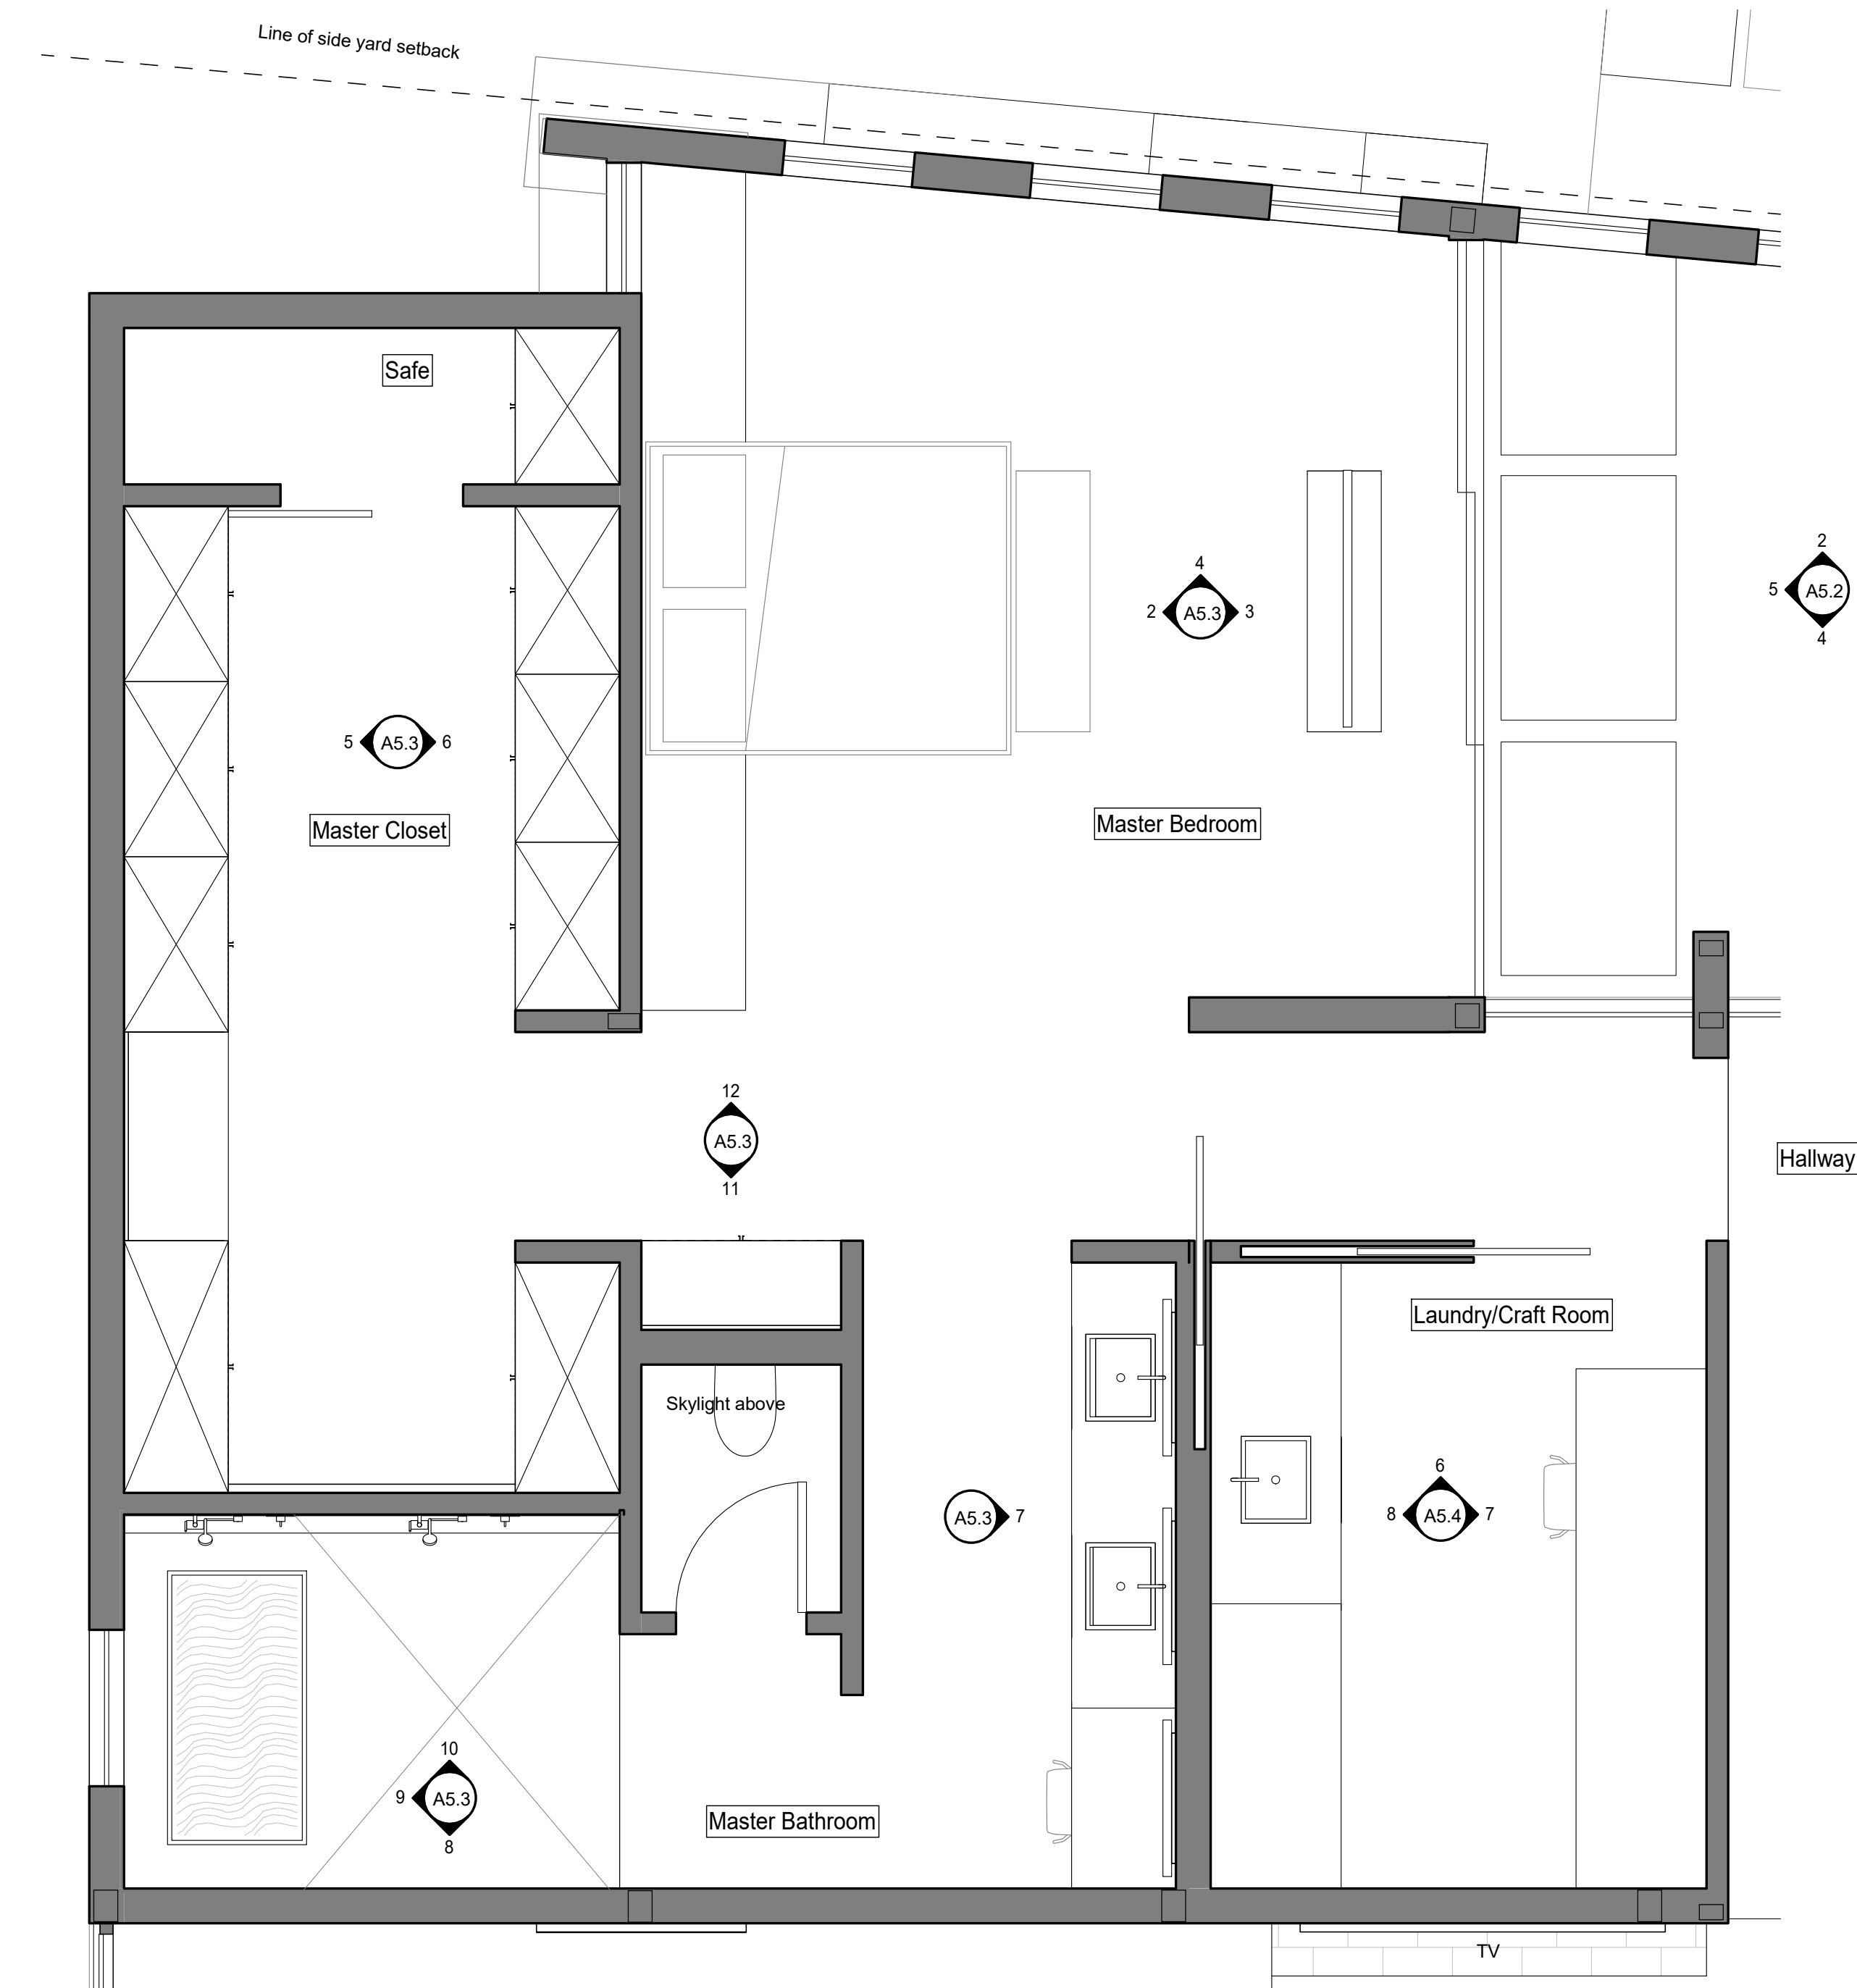 Line of side yard setback
Safe
2
5 A5.2
4
4
2 A5.3 3
5 A5.3 6
Master Closet
Master Bedroom
12
A5.3
11
Hallway
Laundry/Craft Room
Skylight above
6
8 A5.4 7
A5.3 7
10
9 A5.3
8
Master Bathroom
TV